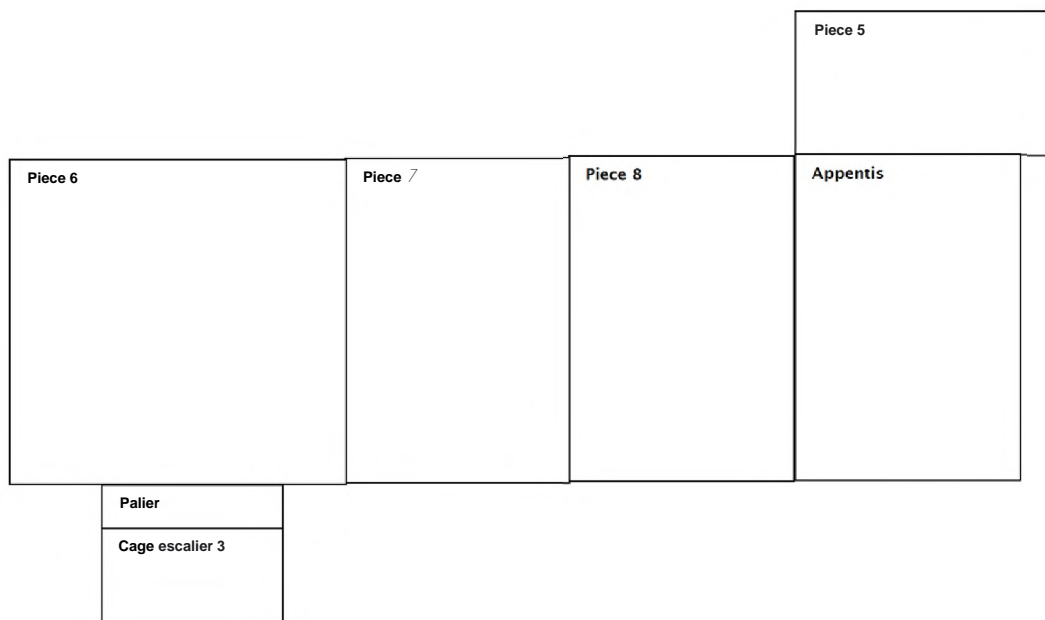 Piece 5
Piece 6
Piece 7
Piece 8
Appentis
Palier
Cage escalier 3